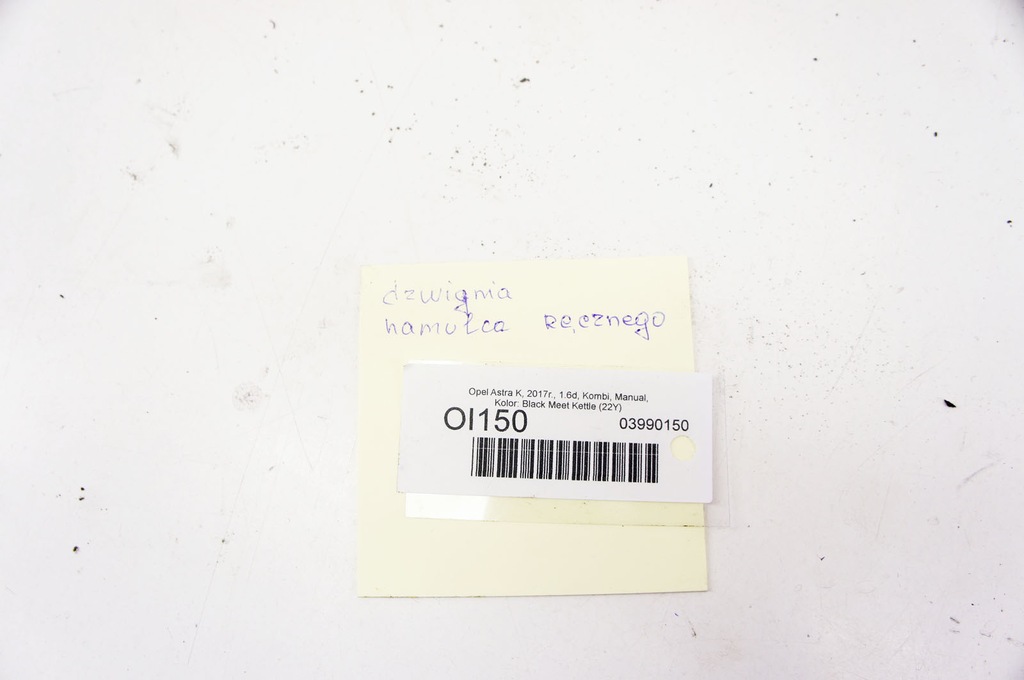 dzwignia
hamulca ręcznego
Opel Astra K, 2017r., 1.6d, Kombi, Manual,
Kolor: Black Meet Kettle (22Y)
OI150 03990150